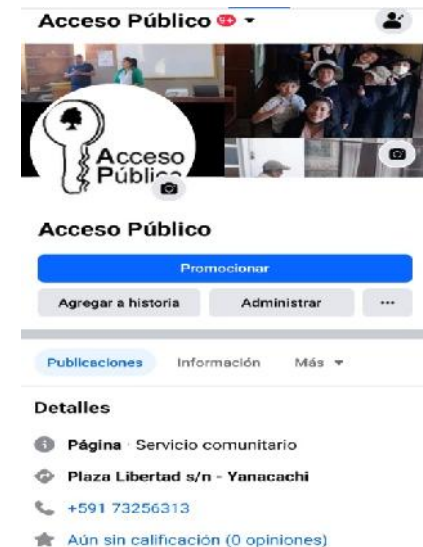 Acceso Público 9+
Acceso
Público
Acceso Público
Promocionar
Agregar a historia
Administrar
Publicaciones
Información
Más
Detalles
Página · Servicio comunitario
Plaza Libertad s/n - Yanacachi
+591 73256313
Aún sin calificación (0 opiniones)